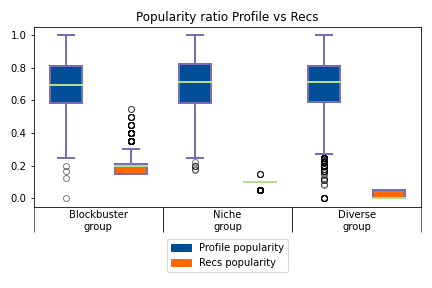 Popularity ratio Profile vs Recs
1.0
0.8
0.6
0.4
0.2
0.0
Blockbuster
group
Niche
group
Diverse
group
Profile popularity
Recs popularity